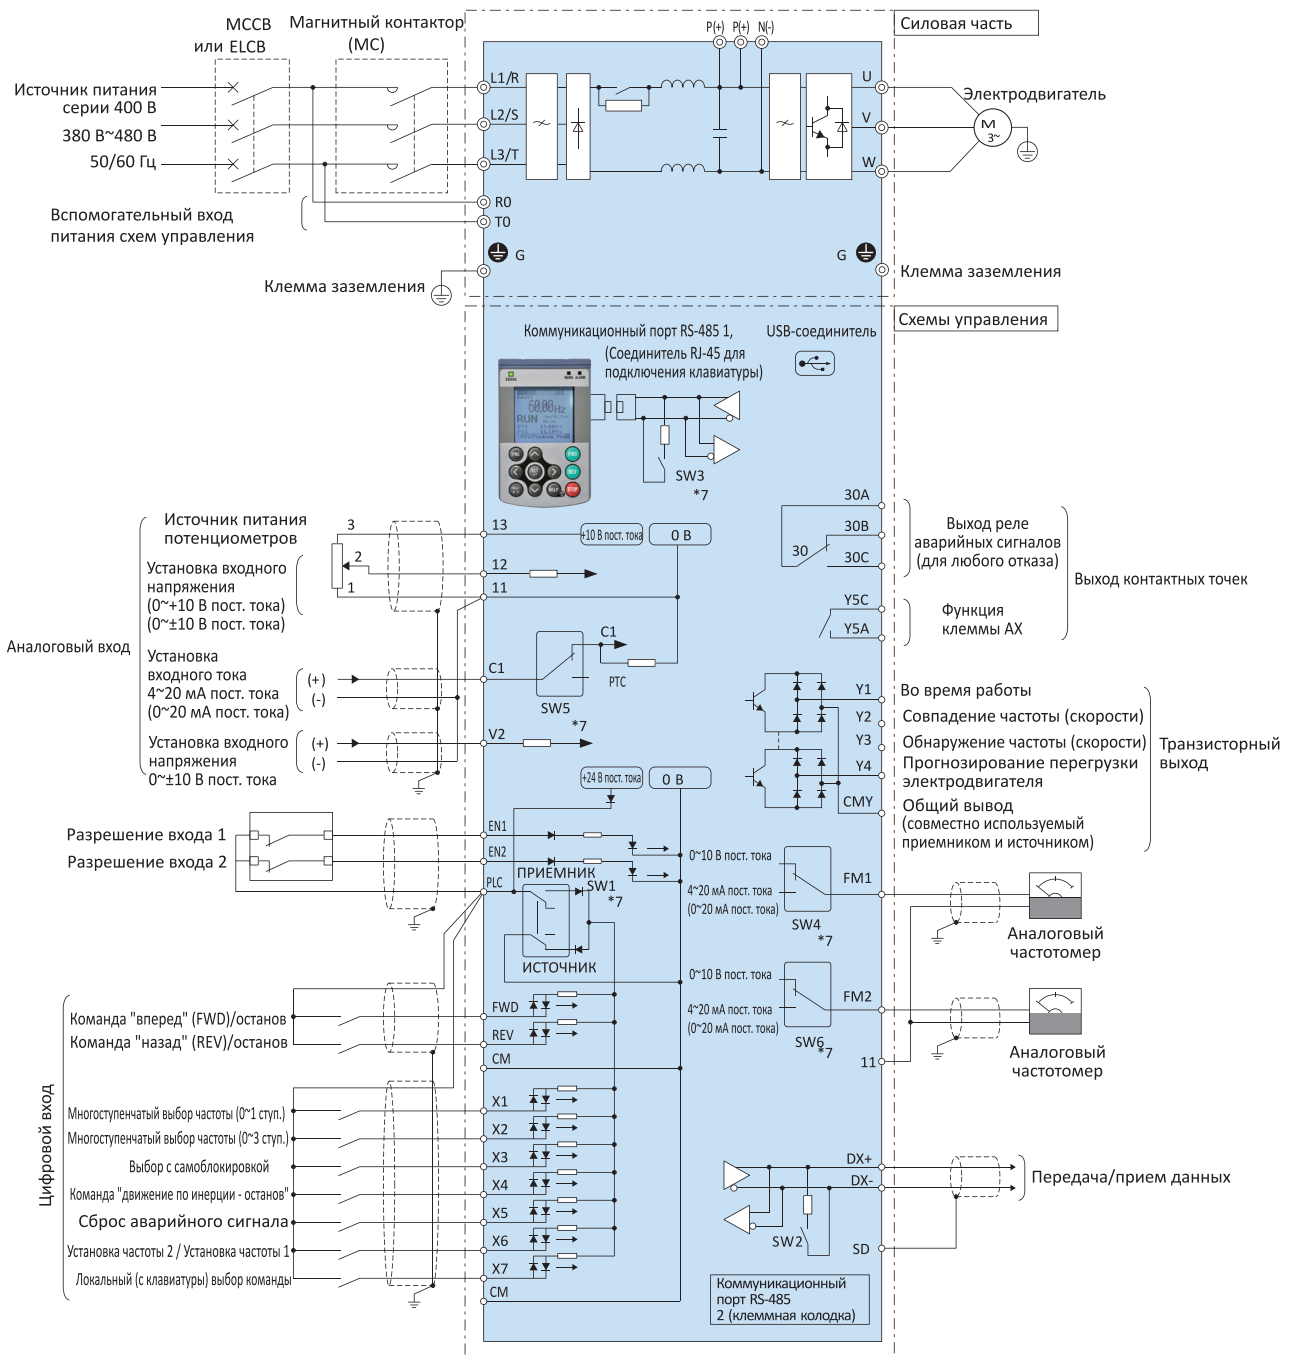 MCCB
или ELCB
Магнитный контактор
(MC)
P(+)
P(+)
N(-)
Силовая часть
Источник питания
серии 400 В
380 В~480 В
50/60 Гц
L1/R
L2/S
L3/T
U
V
W
Электродвигатель
M
3~
R0
T0
Вспомогательный вход
питания схем управления
G
G
Клемма заземления
Клемма заземления
Схемы управления
Коммуникационный порт RS-485 1,
(Соединитель RJ-45 для
подключения клавиатуры)
USB-соединитель
60.00Hz
RUN
FWD
REV
STOP
SW3
*7
30A
30B
30C
30
Выход реле
аварийных сигналов
(для любого отказа)
Выход контактных точек
Y5C
Y5A
Функция
клеммы AX
Аналоговый вход
Источник питания
потенциометров
3
2
1
13
+10 В пост. тока
0 В
12
11
Установка входного
напряжения
(0~+10 В пост. тока)
(0~±10 В пост. тока)
Установка
входного тока
4~20 мА пост. тока
(0~20 мА пост. тока)
(+)
(-)
C1
C1
PTC
SW5
*7
Установка входного
напряжения
0~±10 В пост. тока
(+)
(-)
V2
+24 В пост. тока
0 В
Y1
Y2
Y3
Y4
CMY
Во время работы
Совпадение частоты (скорости)
Обнаружение частоты (скорости)
Прогнозирование перегрузки
электродвигателя
Общий вывод
(совместно используемый
приемником и источником)
Транзисторный
выход
Разрешение входа 1
Разрешение входа 2
EN1
EN2
PLC
ПРИЕМНИК
SW1
*7
ИСТОЧНИК
0~10 В пост. тока
4~20 мА пост. тока
(0~20 мА пост. тока)
FM1
SW4
*7
Аналоговый
частотомер
0~10 В пост. тока
4~20 мА пост. тока
(0~20 мА пост. тока)
FM2
SW6
*7
Аналоговый
частотомер
11
Цифровой вход
Команда "вперед" (FWD)/останов
Команда "назад" (REV)/останов
FWD
REV
CM
Многоступенчатый выбор частоты (0~1 ступ.)
Многоступенчатый выбор частоты (0~3 ступ.)
Выбор с самоблокировкой
Команда "движение по инерции - останов"
Сброс аварийного сигнала
Установка частоты 2 / Установка частоты 1
Локальный (с клавиатуры) выбор команды
X1
X2
X3
X4
X5
X6
X7
CM
DX+
DX-
SD
SW2
Передача/прием данных
Коммуникационный
порт RS-485
2 (клеммная колодка)